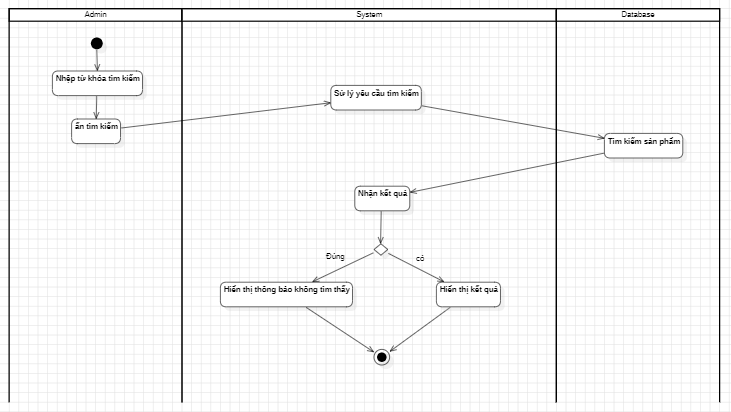 Admin
System
Database
Nhập từ khóa tìm kiếm
Sử lý yêu cầu tìm kiếm
ấn tìm kiếm
Tìm kiếm sản phẩm
Nhận kết quả
Đúng
có
Hiển thị thông báo không tìm thấy
Hiển thị kết quả